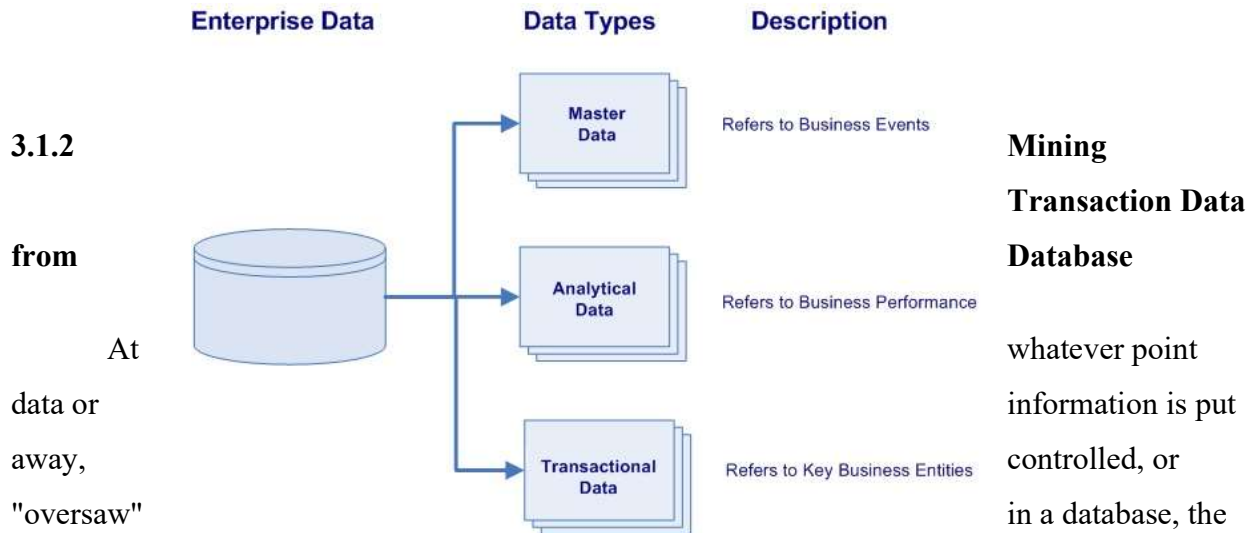 Enterprise Data Data Types Description
Master
Data
Refers to Business Events
Analytical
Data
Refers to Business Performance
Transactional
Data
Refers to Key Business Entities
3.1.2 Mining
Transaction Data
from Database
At whatever point
data or information is put
away, controlled, or
"oversaw" in a database, the